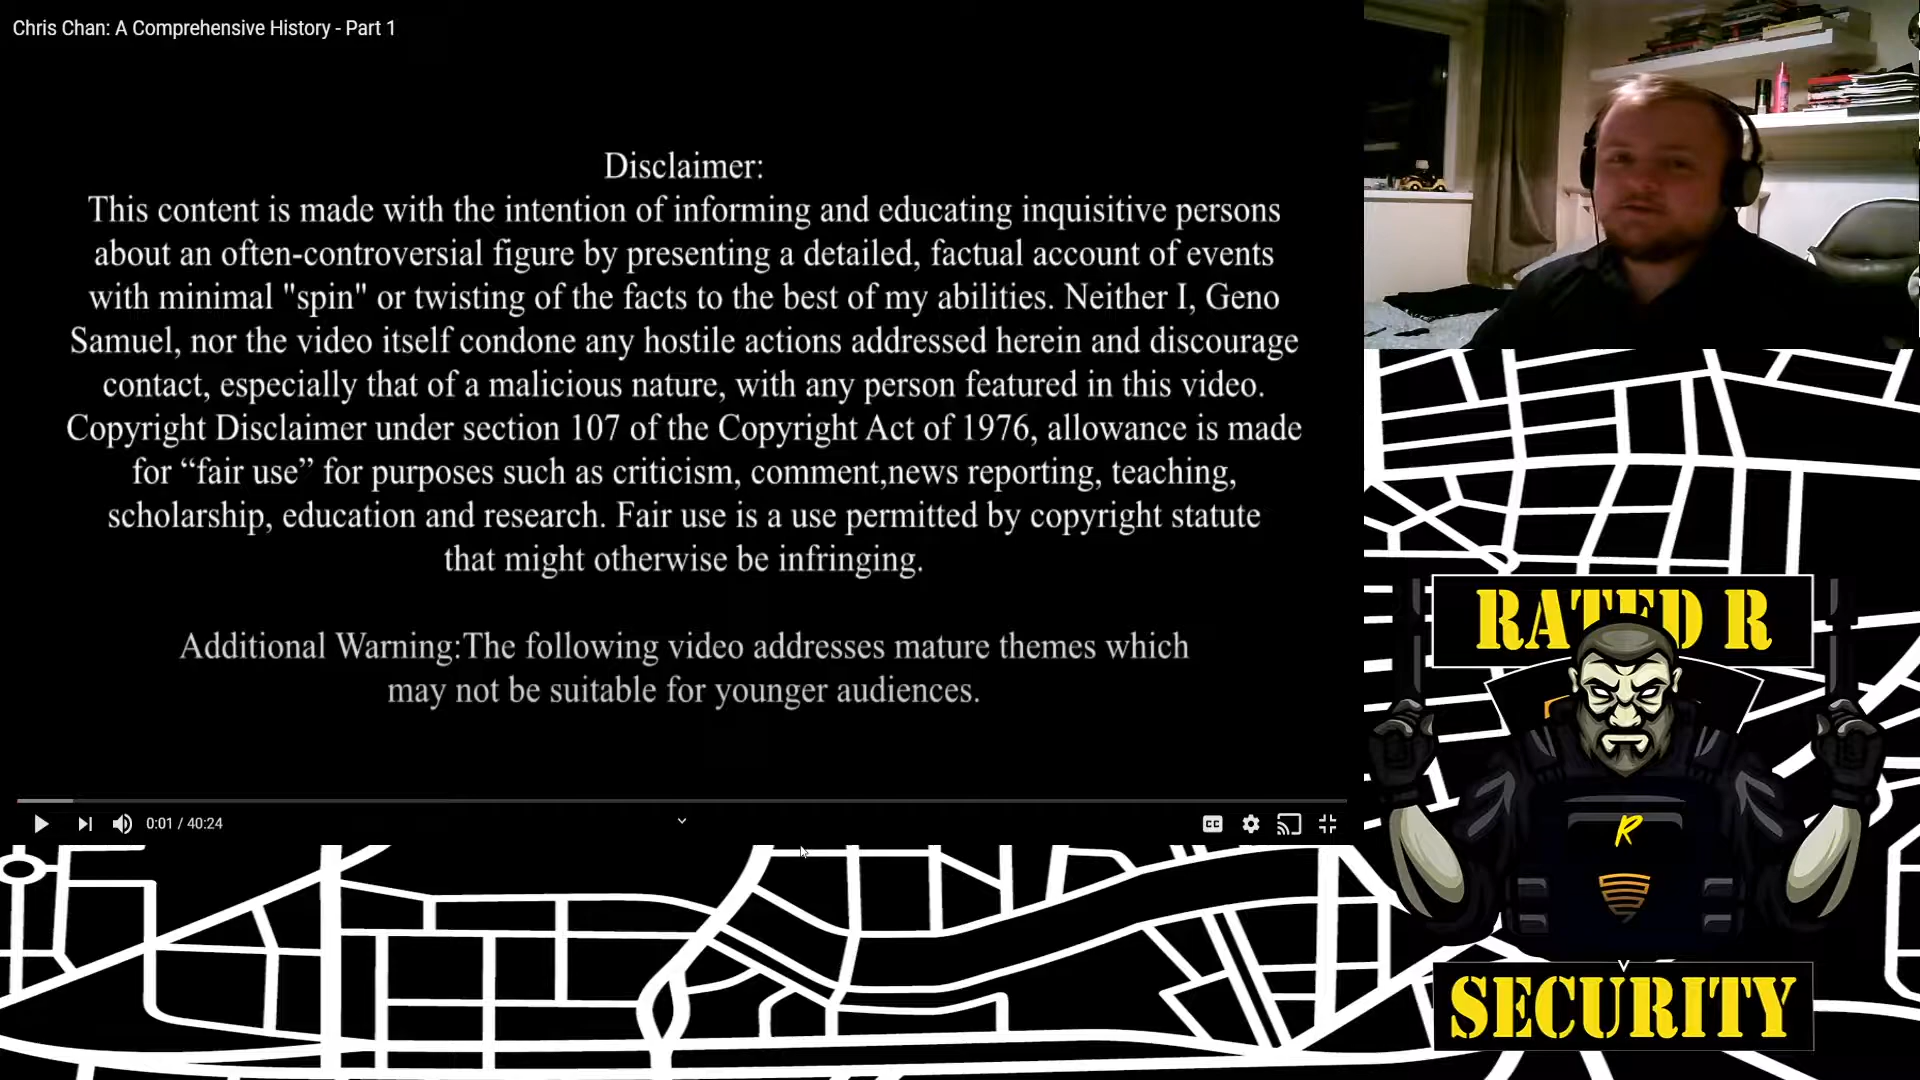 Chris Chan: A Comprehensive History - Part 1
Disclaimer:
This content is made with the intention of informing and educating inquisitive persons
about an often-controversial figure by presenting a detailed, factual account of events
with minimal "spin" or twisting of the facts to the best of my abilities. Neither I, Geno
Samuel, nor the video itself condone any hostile actions addressed herein and discourage
contact, especially that of a malicious nature, with any person featured in this video.
Copyright Disclaimer under section 107 of the Copyright Act of 1976, allowance is made
for “fair use” for purposes such as criticism, comment,news reporting, teaching,
scholarship, education and research. Fair use is a use permitted by copyright statute
that might otherwise be infringing.
Additional Warning:The following video addresses mature themes which
may not be suitable for younger audiences.
0:01 / 40:24
CC
RATED R
R
SECURITY